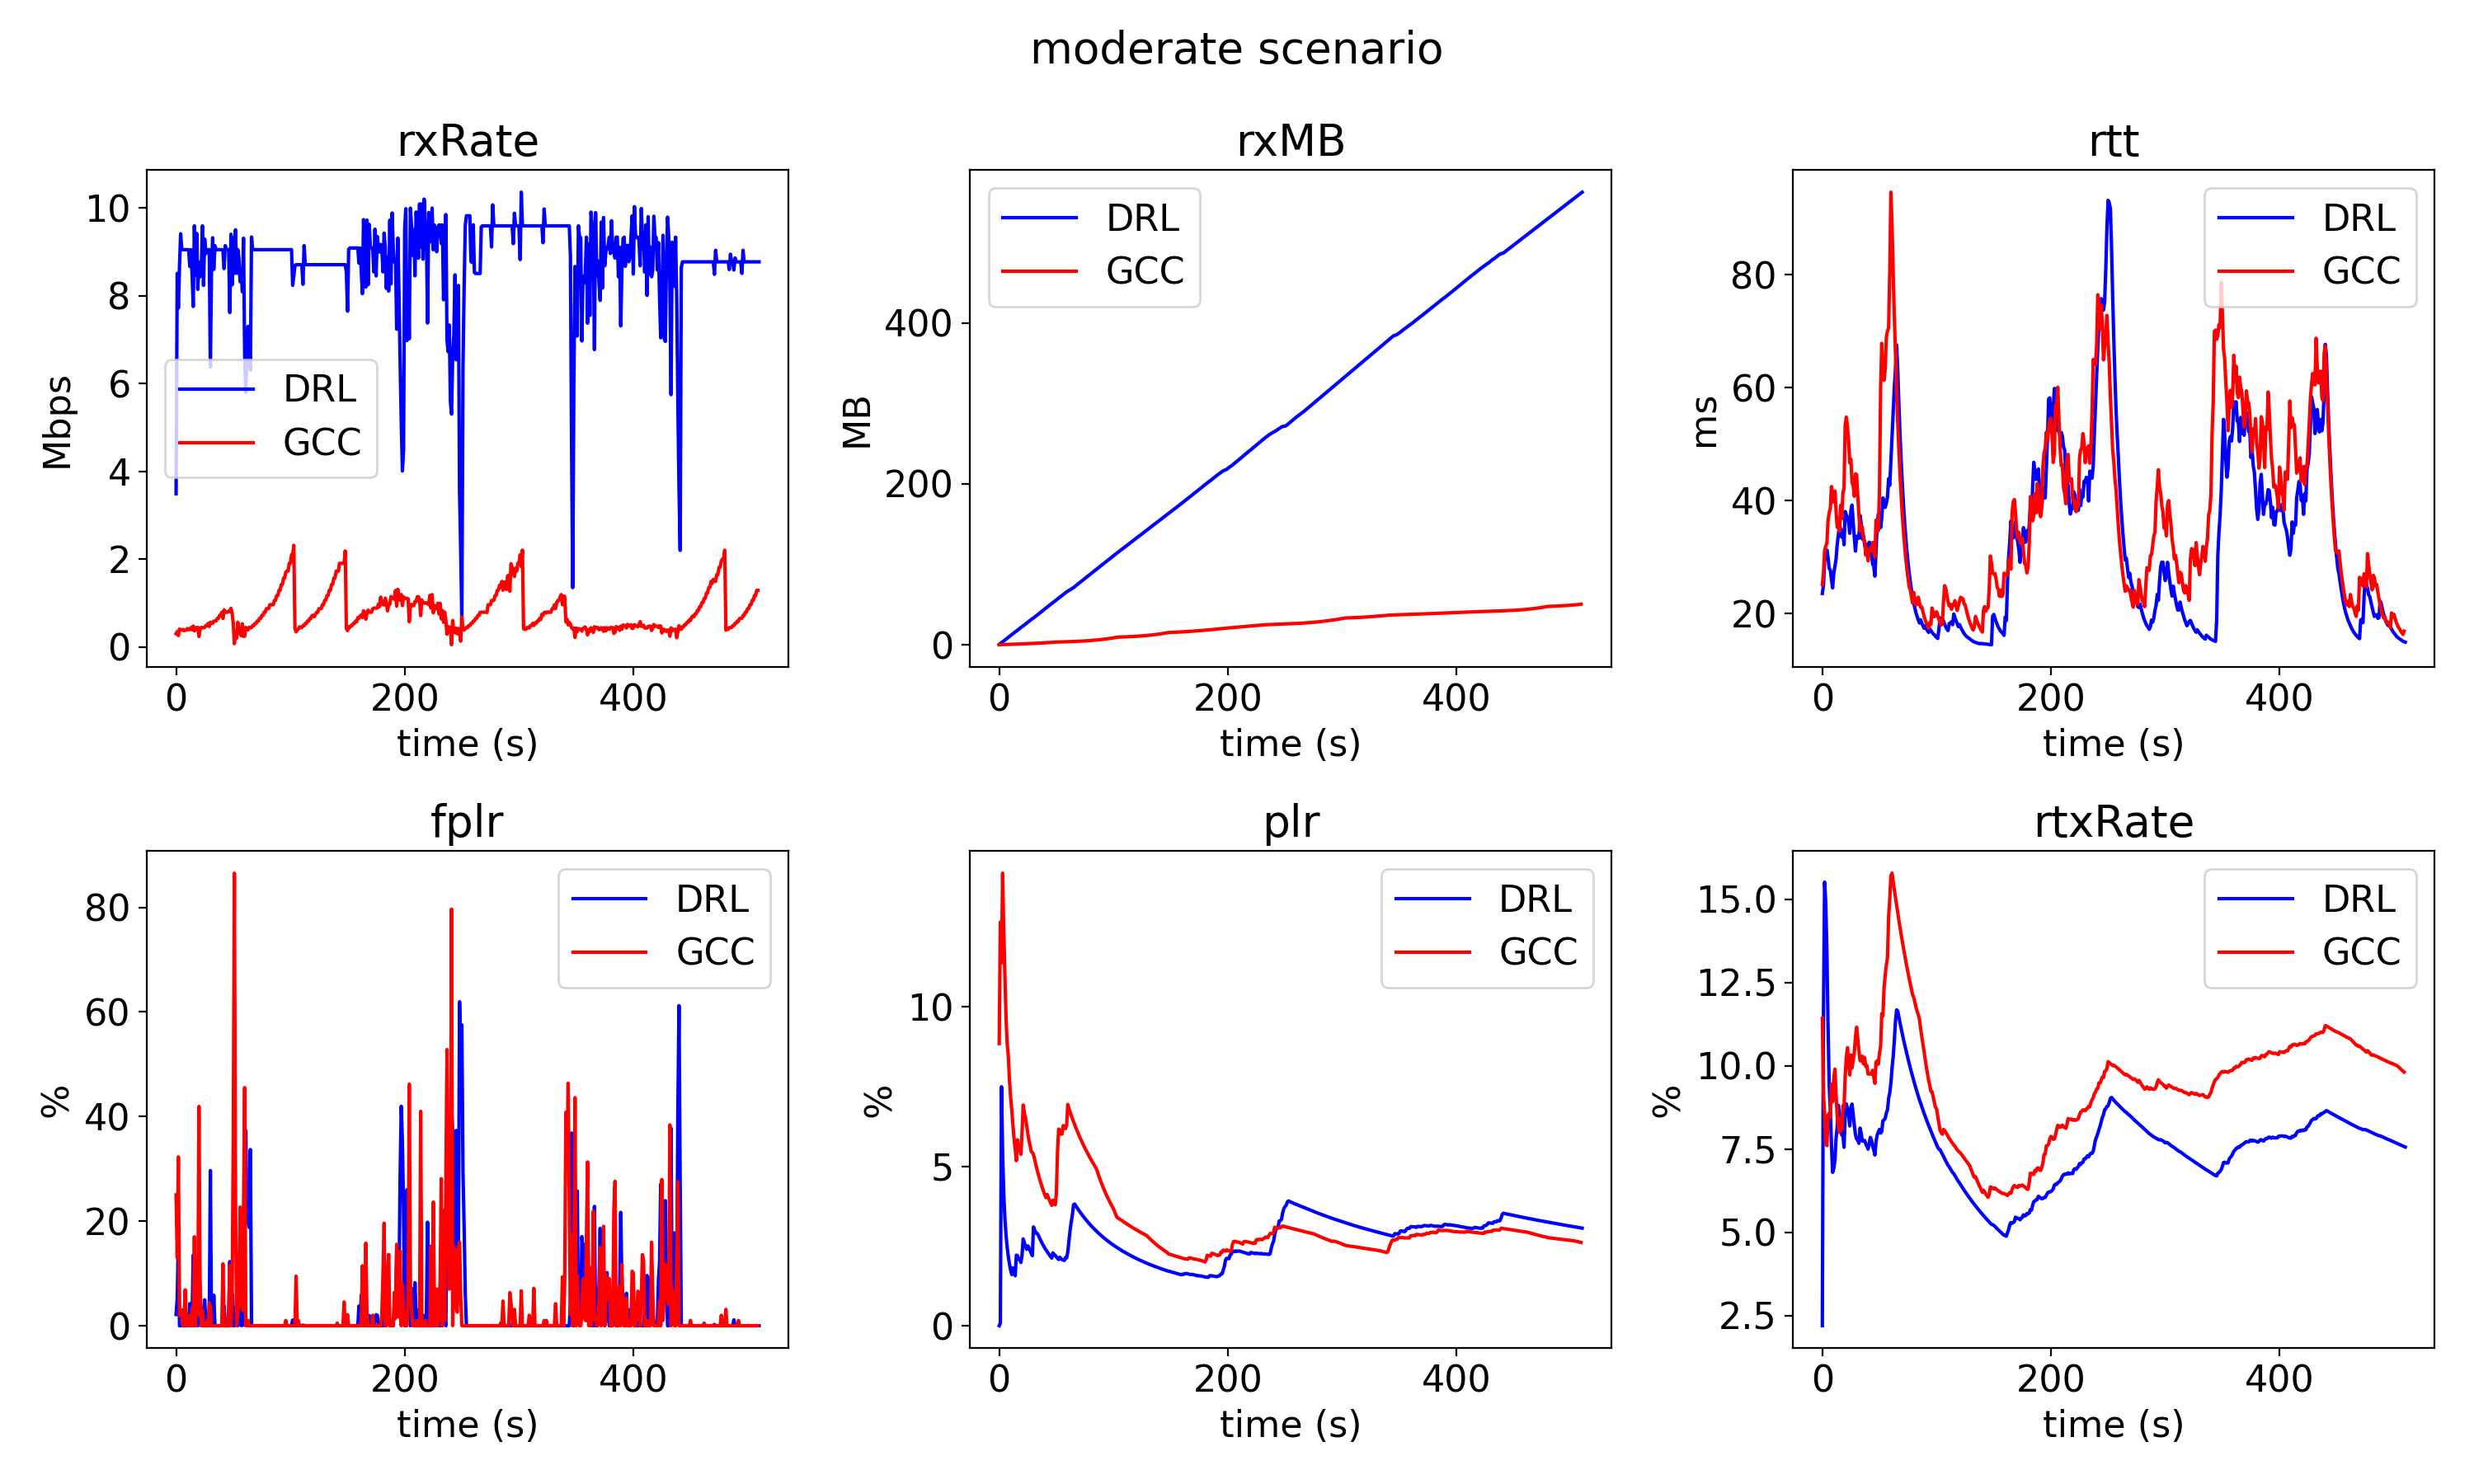 moderate scenario
rxRate
10
8
6
4
2
0
Mbps
DRL
GCC
0 200 400
time (s)
rxMB
400
200
0
MB
DRL
GCC
0 200 400
time (s)
rtt
80
60
40
20
ms
DRL
GCC
0 200 400
time (s)
fplr
80
60
40
20
0
%
DRL
GCC
0 200 400
time (s)
plr
10
5
0
%
DRL
GCC
0 200 400
time (s)
rtxRate
15.0
12.5
10.0
7.5
5.0
2.5
%
DRL
GCC
0 200 400
time (s)